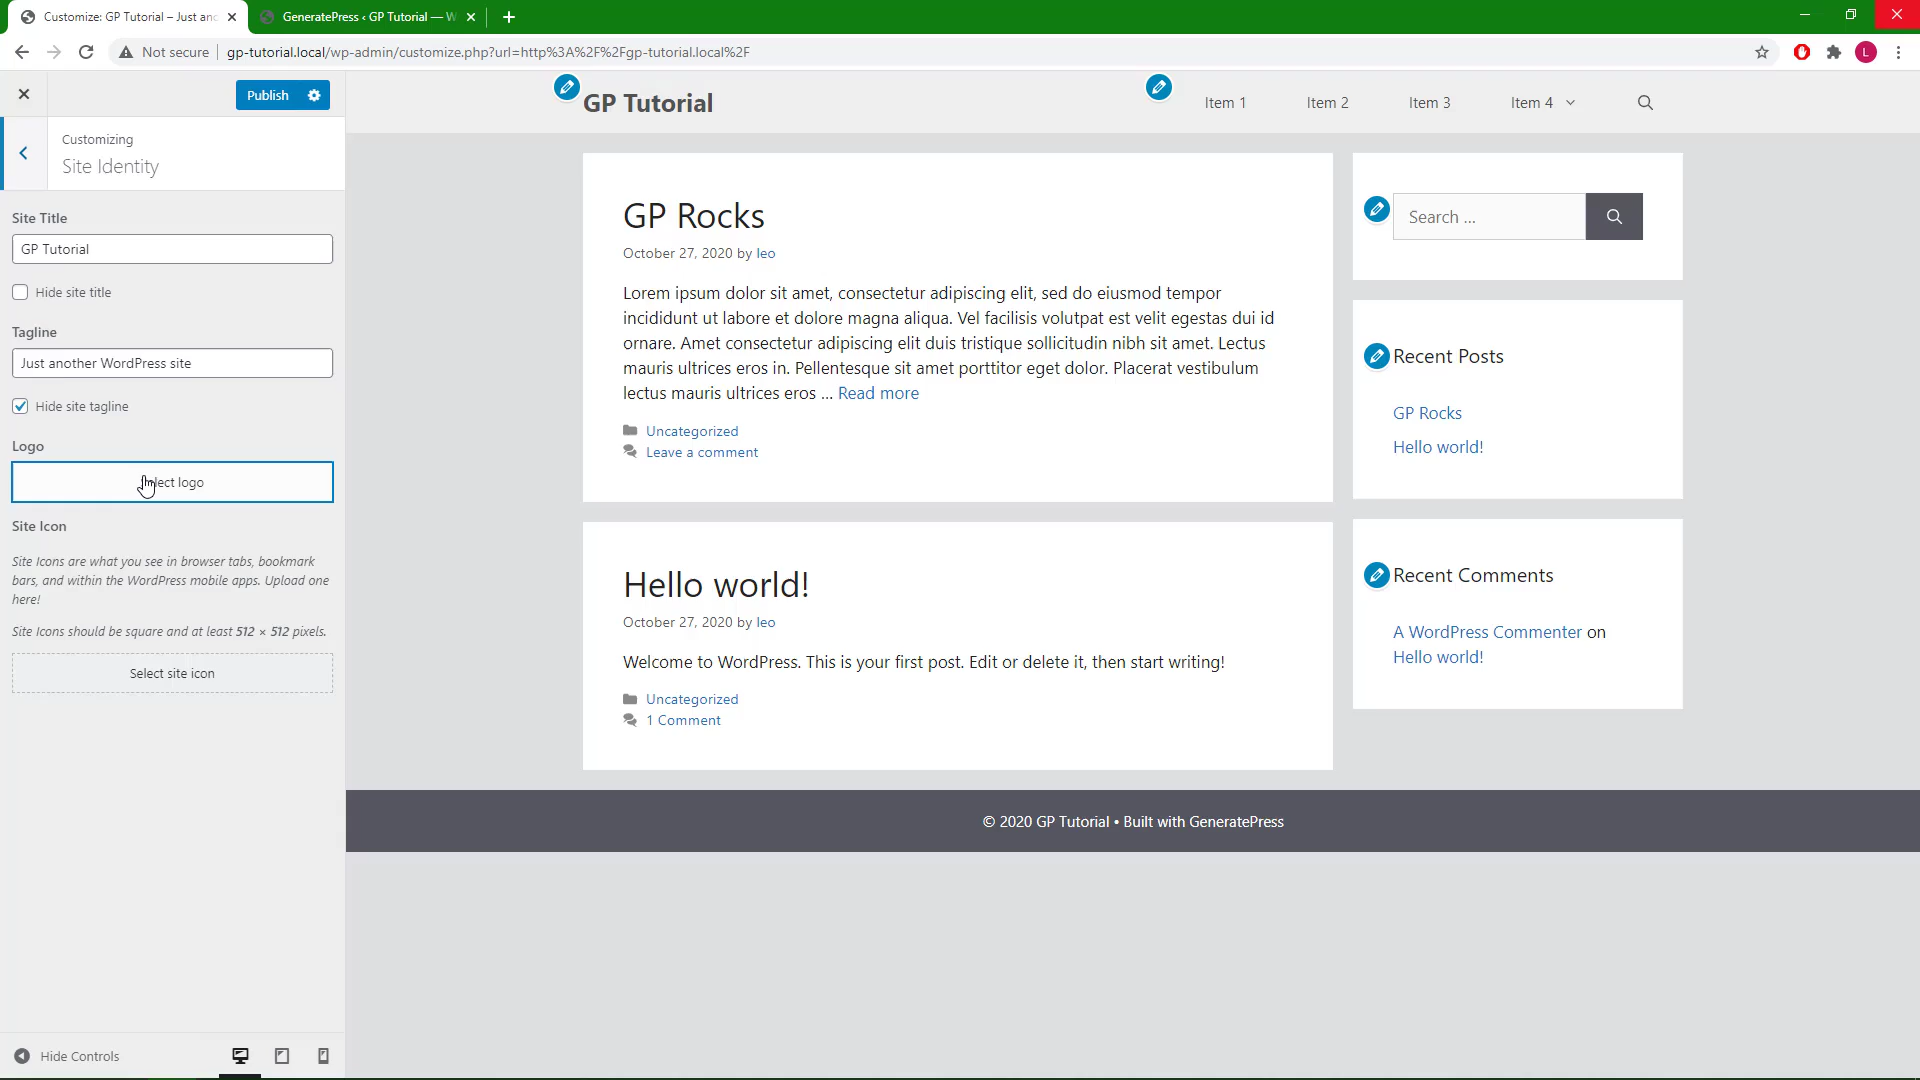 Customize: GP Tutorial – Just anc
GeneratePress ‹ GP Tutorial — W
Not secure
gp-tutorial.local/wp-admin/customize.php?url=http%3A%2F%2Fgp-tutorial.local%2F
L
Publish
Customizing
Site Identity
Site Title
GP Tutorial
Hide site title
Tagline
Just another WordPress site
Hide site tagline
Logo
lect logo
Site Icon
Site Icons are what you see in browser tabs, bookmark
bars, and within the WordPress mobile apps. Upload one
here!
Site Icons should be square and at least 512 × 512 pixels.
Select site icon
Hide Controls
GP Tutorial
Item 1
Item 2
Item 3
Item 4
GP Rocks
October 27, 2020 by leo
Lorem ipsum dolor sit amet, consectetur adipiscing elit, sed do eiusmod tempor
incididunt ut labore et dolore magna aliqua. Vel facilisis volutpat est velit egestas dui id
ornare. Amet consectetur adipiscing elit duis tristique sollicitudin nibh sit amet. Lectus
mauris ultrices eros in. Pellentesque sit amet porttitor eget dolor. Placerat vestibulum
lectus mauris ultrices eros ... Read more
Uncategorized
Leave a comment
Hello world!
October 27, 2020 by leo
Welcome to WordPress. This is your first post. Edit or delete it, then start writing!
Uncategorized
1 Comment
Search ...
Recent Posts
GP Rocks
Hello world!
Recent Comments
A WordPress Commenter on
Hello world!
© 2020 GP Tutorial • Built with GeneratePress